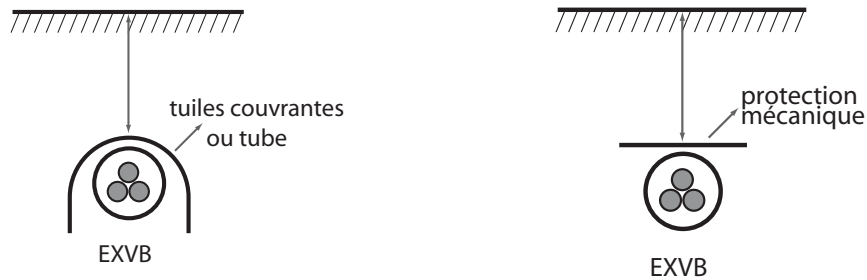 tuiles couvrantes
ou tube
EXVB
protection
mécanique
EXVB